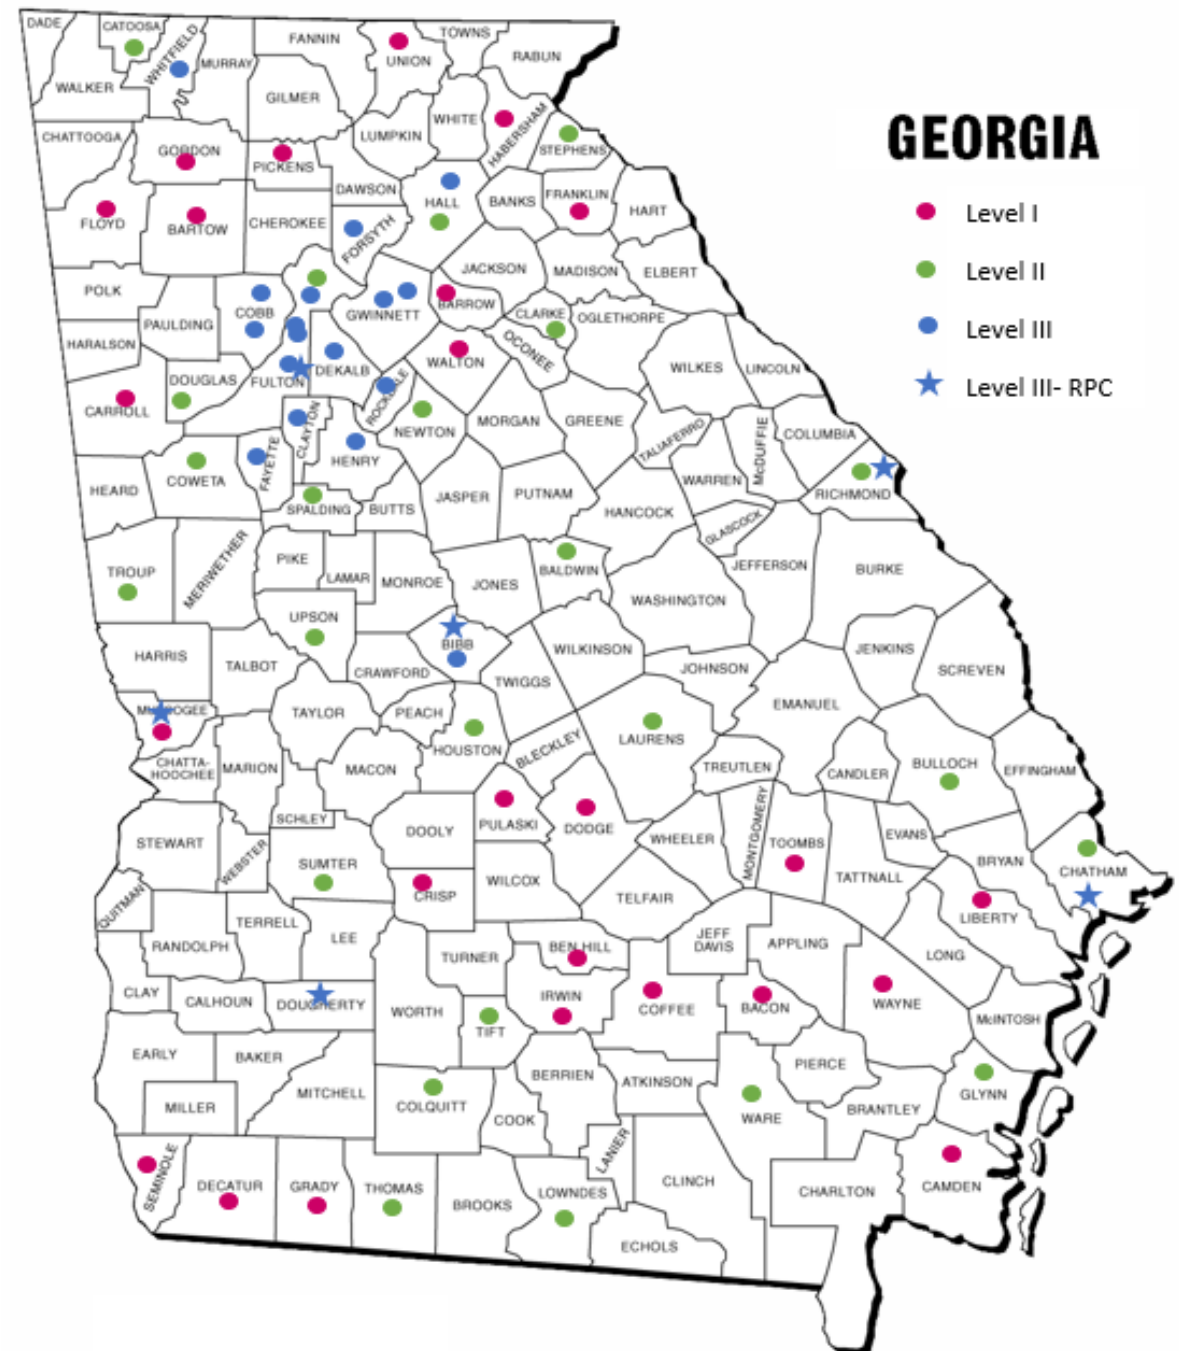 DADE
CATOOSA
WHITFIELD
MURRAY
FANNIN
UNION
TOWNS
RABUN
WALKER
GILMER
LUMPKIN
WHITE
HABERSHAM
STEPHENS
CHATTOOGA
GORDON
PICKENS
DAWSON
HALL
BANKS
FRANKLIN
HART
FLOYD
BARTOW
CHEROKEE
FORSYTH
JACKSON
MADISON
ELBERT
POLK
PAULDING
COBB
GWINNETT
BARROW
CLARKE
OGLETHORPE
HARALSON
OCONEE
WILKES
LINCOLN
DOUGLAS
FULTON
DEKALB
WALTON
CARROLL
ROCKDALE
NEWTON
MORGAN
GREENE
TALIAFERRO
McDUFFIE
COLUMBIA
HEARD
COWETA
FAYETTE
CLAYTON
HENRY
JASPER
PUTNAM
HANCOCK
WARREN
RICHMOND
SPALDING
BUTTS
GLASCOCK
TROUP
MERIWETHER
PIKE
LAMAR
MONROE
JONES
BALDWIN
JEFFERSON
BURKE
WASHINGTON
UPSON
HARRIS
TALBOT
CRAWFORD
BIBB
TWIGGS
WILKINSON
JOHNSON
JENKINS
SCREVEN
MUSCOGEE
TAYLOR
PEACH
EMANUEL
CHATTA-
HOOCHEE
MARION
MACON
HOUSTON
BLECKLEY
LAURENS
TREUTLEN
CANDLER
BULLOCH
EFFINGHAM
SCHLEY
STEWART
WEBSTER
SUMTER
DOOLY
PULASKI
DODGE
WHEELER
MONTGOMERY
TOOMBS
EVANS
TATTNALL
BRYAN
CHATHAM
QUITMAN
CRISP
WILCOX
TELFAIR
LIBERTY
RANDOLPH
TERRELL
LEE
TURNER
BEN HILL
JEFF
DAVIS
APPLING
LONG
CLAY
CALHOUN
DOUGHERTY
WORTH
IRWIN
COFFEE
BACON
WAYNE
McINTOSH
TIFT
EARLY
BAKER
MITCHELL
BERRIEN
ATKINSON
PIERCE
GLYNN
MILLER
COLQUITT
COOK
WARE
BRANTLEY
SEMINOLE
DECATUR
GRADY
THOMAS
BROOKS
LOWNDES
LANIER
CLINCH
CHARLTON
CAMDEN
ECHOLS
GEORGIA
Level I
Level II
Level III
Level III- RPC